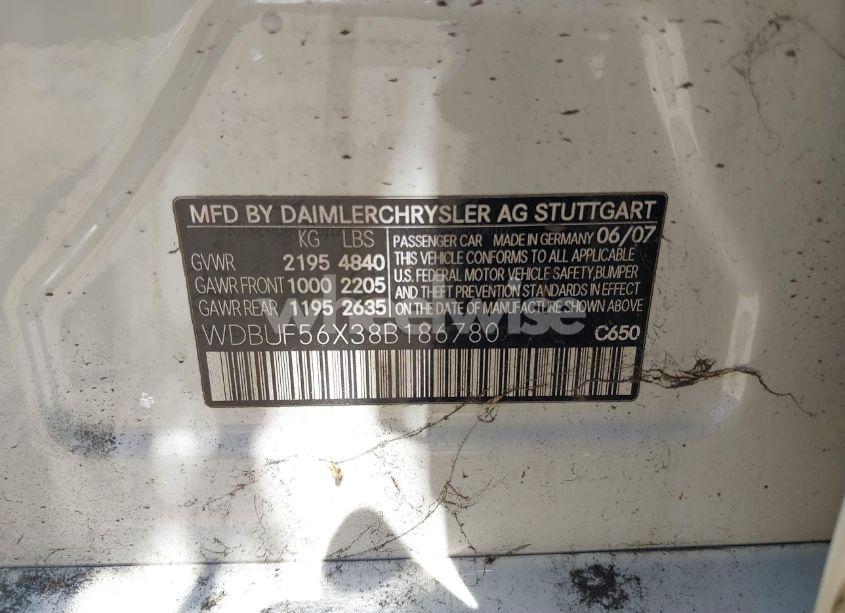 MFD BY DAIMLERCHRYSLER AG STUTTGART
KG LBS
GVWR 2195 4840
GAWR FRONT 1000 2205
GAWR REAR 1195 2635
PASSENGER CAR MADE IN GERMANY 06/07
THIS VEHICLE CONFORMS TO ALL APPLICABLE
U.S. FEDERAL MOTOR VEHICLE SAFETY,BUMPER
AND THEFT PREVENTION STANDARDS IN EFFECT
ON THE DATE OF MANUFACTURE SHOWN ABOVE
wheelwise
WDBUF56X38B186780 C650